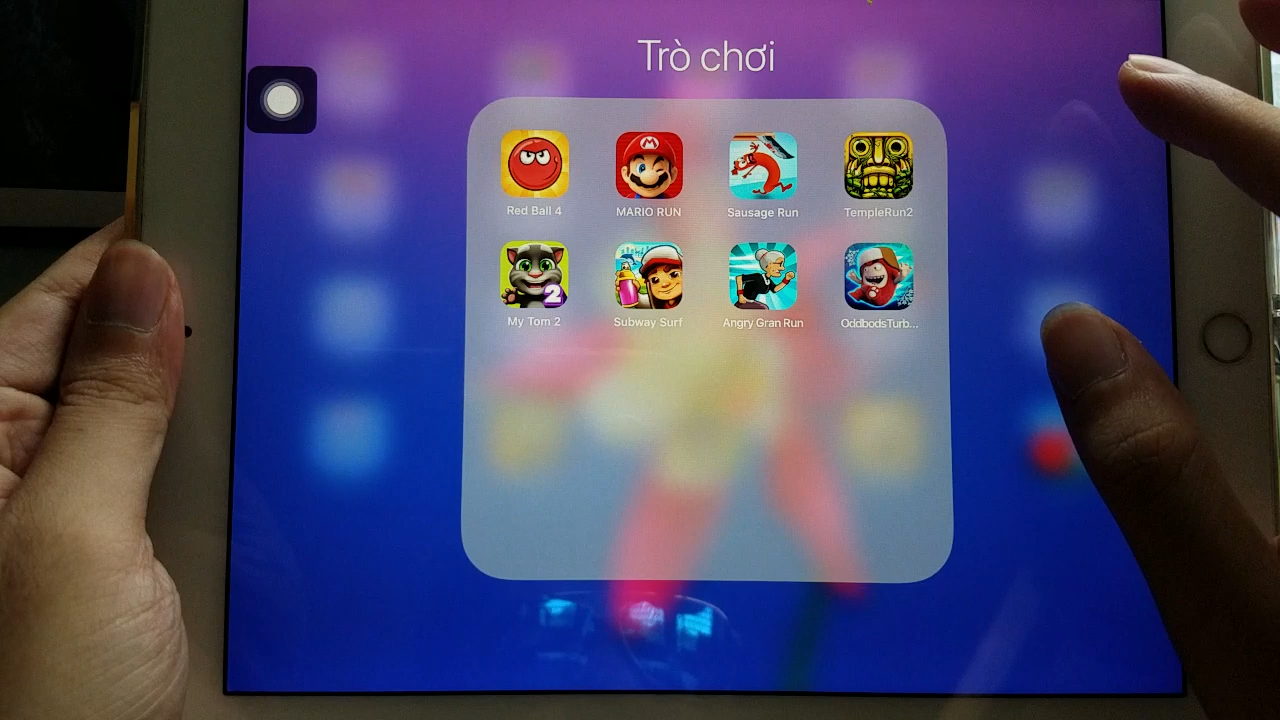 Trò chơi
Red Ball 4
MARIO RUN
Sausage Run
TempleRun2
My Tom 2
Subway Surf
Angry Gran Run
OddbodsTurb...